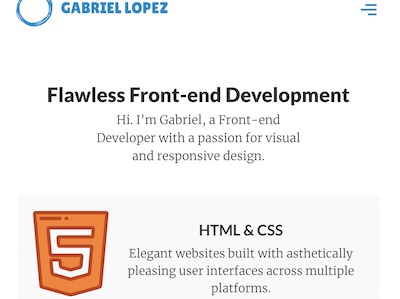 GABRIEL LOPEZ
Flawless Front-end Development
Hi. I'm Gabriel, a Front-end
Developer with a passion for visual
and responsive design.
HTML & CSS
Elegant websites built with asthetically
pleasing user interfaces across multiple
platforms.